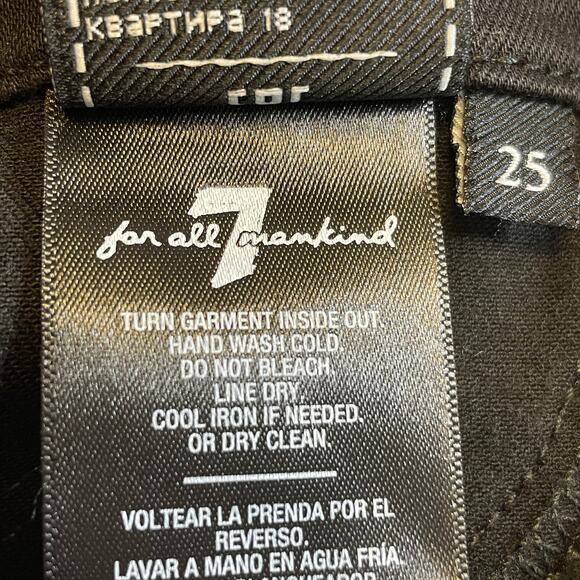 квартира 18
25
for all 7 mankind
TURN GARMENT INSIDE OUT.
HAND WASH COLD.
DO NOT BLEACH.
LINE DRY.
COOL IRON IF NEEDED.
OR DRY CLEAN.
VOLTEAR LA PRENDA POR EL
REVERSO.
LAVAR A MANO EN AGUA FRÍA.